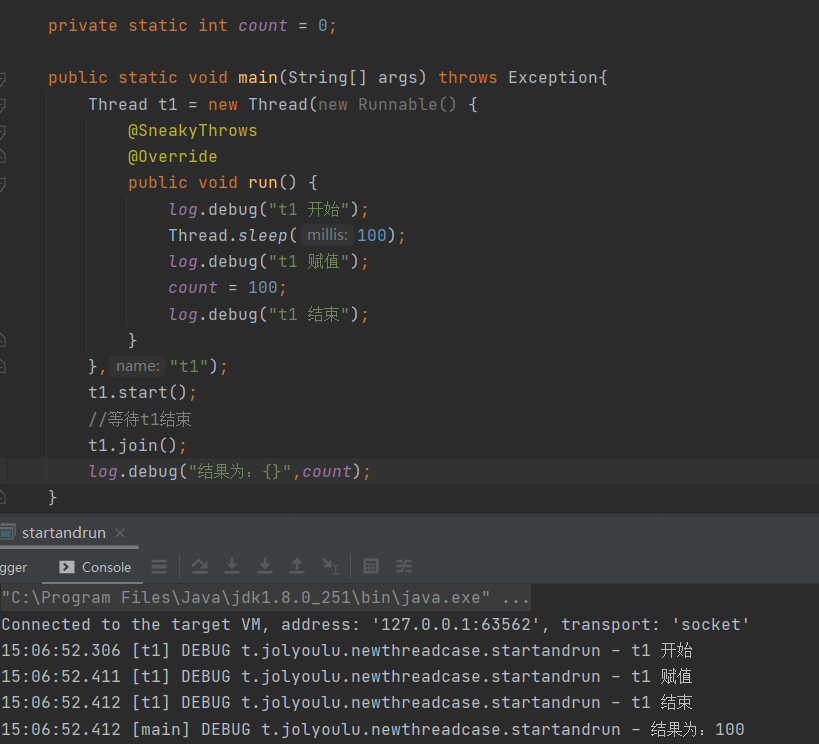 private static int count = 0;
public static void main(String[] args) throws Exception{
Thread t1 = new Thread(new Runnable() {
@SneakyThrows
@Override
public void run() {
log.debug("t1 开始");
Thread.sleep( millis: 100);
log.debug("t1 赋值");
count = 100;
log.debug("t1 结束");
}
}, name: "t1");
t1.start();
//等待t1结束
t1.join();
log.debug("结果为：{}",count);
}
startandrun
gger Console
"C:\Program Files\Java\jdk1.8.0_251\bin\java.exe" ...
Connected to the target VM, address: '127.0.0.1:63562', transport: 'socket'
15:06:52.306 [t1] DEBUG t.jolyoulu.newthreadcase.startandrun - t1 开始
15:06:52.411 [t1] DEBUG t.jolyoulu.newthreadcase.startandrun - t1 赋值
15:06:52.412 [t1] DEBUG t.jolyoulu.newthreadcase.startandrun - t1 结束
15:06:52.412 [main] DEBUG t.jolyoulu.newthreadcase.startandrun - 结果为：100